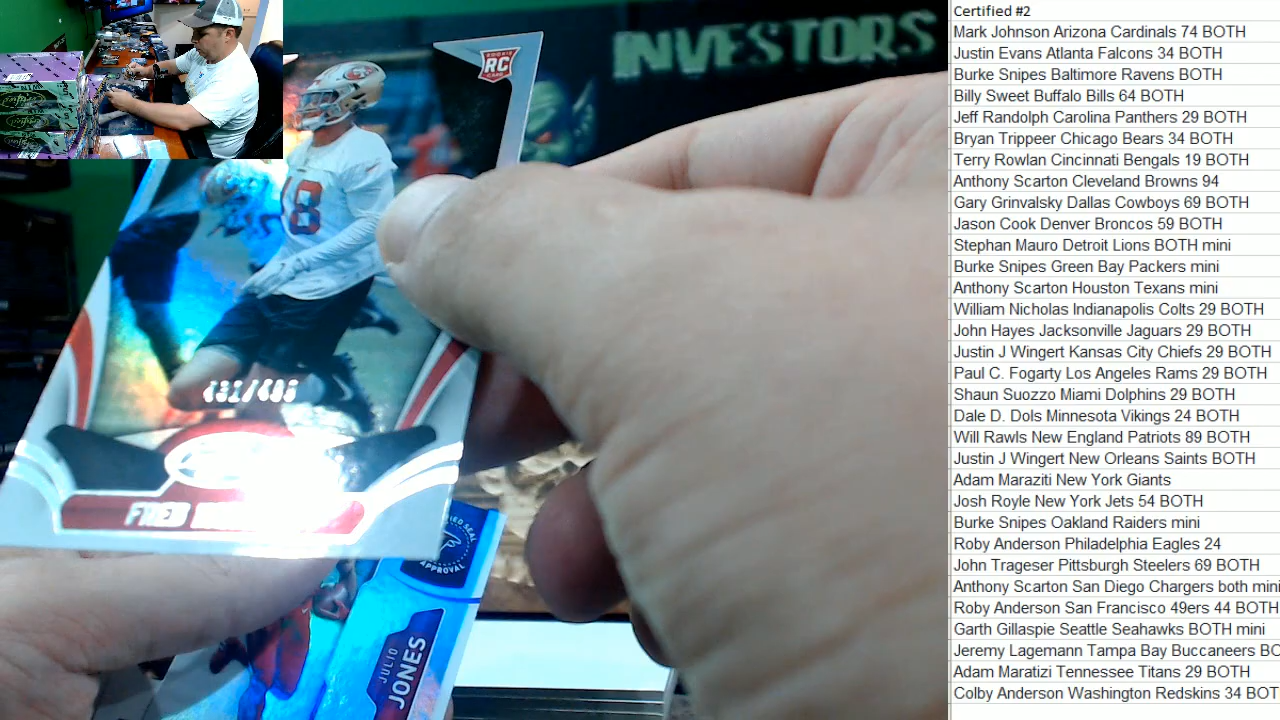 INVESTORS
ROOKIE
RC
CARD
48
FRED
SEAL
APPROVAL
JULIO
JONES
Certified #2
Mark Johnson Arizona Cardinals 74 BOTH
Justin Evans Atlanta Falcons 34 BOTH
Burke Snipes Baltimore Ravens BOTH
Billy Sweet Buffalo Bills 64 BOTH
Jeff Randolph Carolina Panthers 29 BOTH
Bryan Trippeer Chicago Bears 34 BOTH
Terry Rowlan Cincinnati Bengals 19 BOTH
Anthony Scarton Cleveland Browns 94
Gary Grinvalsky Dallas Cowboys 69 BOTH
Jason Cook Denver Broncos 59 BOTH
Stephan Mauro Detroit Lions BOTH mini
Burke Snipes Green Bay Packers mini
Anthony Scarton Houston Texans mini
William Nicholas Indianapolis Colts 29 BOTH
John Hayes Jacksonville Jaguars 29 BOTH
Justin J Wingert Kansas City Chiefs 29 BOTH
Paul C. Fogarty Los Angeles Rams 29 BOTH
Shaun Suozzo Miami Dolphins 29 BOTH
Dale D. Dols Minnesota Vikings 24 BOTH
Will Rawls New England Patriots 89 BOTH
Justin J Wingert New Orleans Saints BOTH
Adam Maraziti New York Giants
Josh Royle New York Jets 54 BOTH
Burke Snipes Oakland Raiders mini
Roby Anderson Philadelphia Eagles 24
John Trageser Pittsburgh Steelers 69 BOTH
Anthony Scarton San Diego Chargers both mini
Roby Anderson San Francisco 49ers 44 BOTH
Garth Gillaspie Seattle Seahawks BOTH mini
Jeremy Lagemann Tampa Bay Buccaneers BO
Adam Maratizi Tennessee Titans 29 BOTH
Colby Anderson Washington Redskins 34 BOT